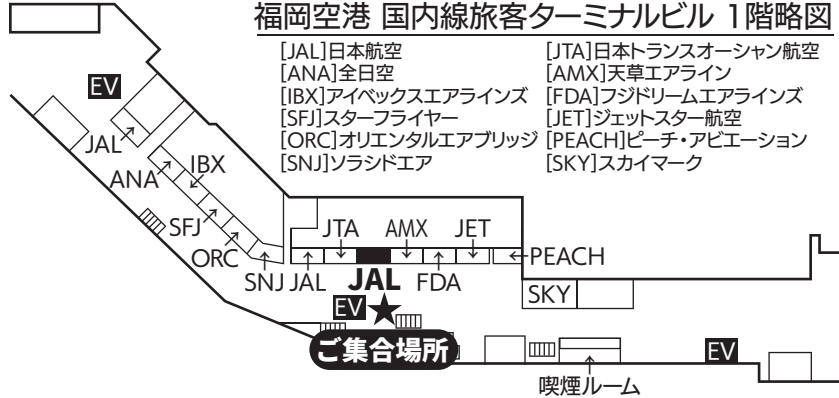 福岡空港 国内線旅客ターミナルビル 1階略図
[JAL]日本航空
[ANA]全日空
[IBX]アイベックスエアラインズ
[SFJ]スターフライヤー
[ORC]オリエンタルエアブリッジ
[SNJ]ソラシドエア
[JTA]日本トランスオーシャン航空
[AMX]天草エアライン
[FDA]フジドリームエアラインズ
[JET]ジェットスター航空
[PEACH]ピーチ・アビエーション
[SKY]スカイマーク
EV
JAL
ANA
IBX
SFJ
ORC
SNJ
JAL
JTA
JAL
AMX
FDA
JET
PEACH
SKY
EV
ご集合場所
EV
喫煙ルーム